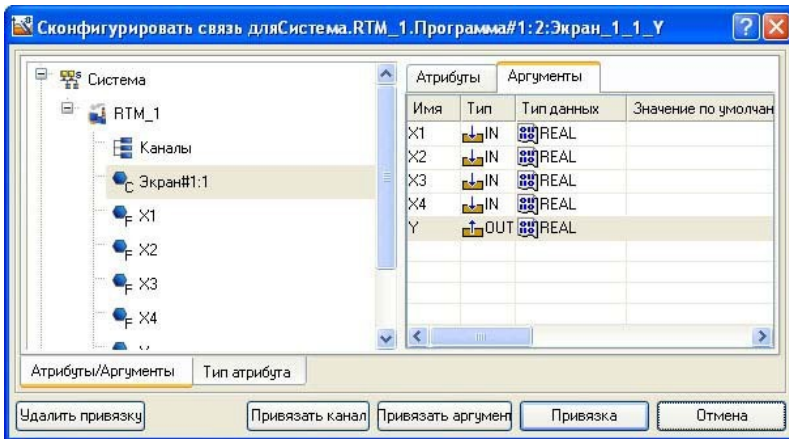 Сконфигурировать связь дляСистема.RTM_1.Программа#1:2:Экран_1_1_Y
Система
RTM_1
Каналы
C Экран#1:1
F X1
F X2
F X3
F X4
Атрибуты Аргументы
Имя Тип Тип данных Значение по умолчан
X1 IN REAL
X2 IN REAL
X3 IN REAL
X4 IN REAL
Y OUT REAL
Атрибуты/Аргументы Тип атрибута
Удалить привязку Привязать канал Привязать аргумент Привязка Отмена